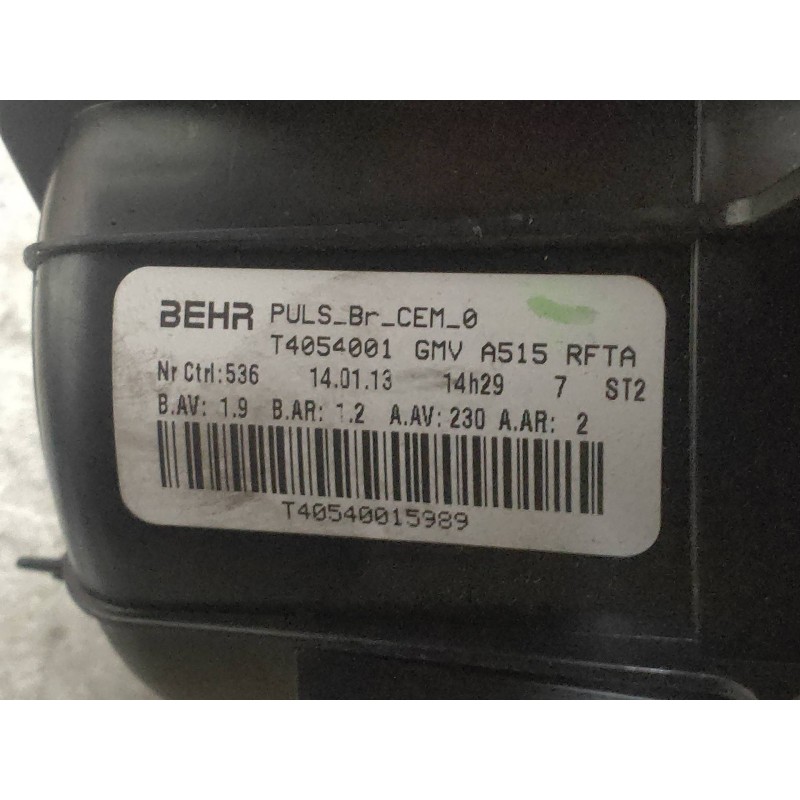 BEHR PULS_Br_CEM_0
T4054001 GMV A515 RFTA
Nr Ctrl:536 14.01.13 14h29 7 ST2
B.AV: 1.9 B.AR: 1.2 A.AV: 230 A.AR: 2
T40540015989